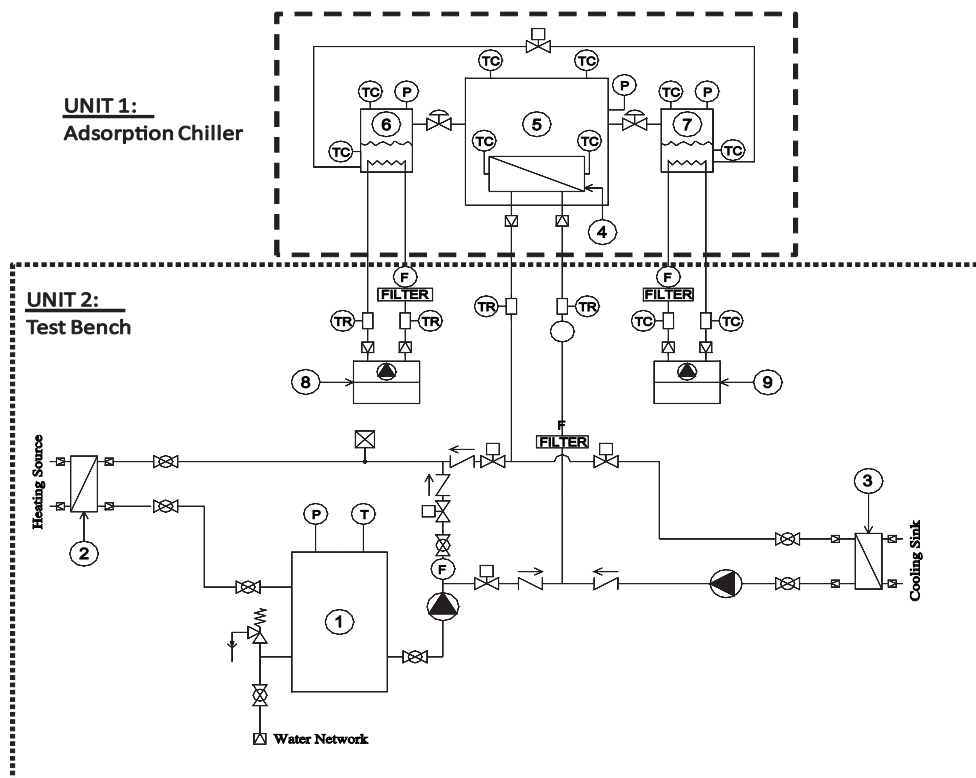 UNIT 1:
Adsorption Chiller
TC
TC
TC
P
P
TC
P
6
5
7
TC
TC
TC
TC
4
F
FILTER
F
FILTER
UNIT 2:
Test Bench
TR
TR
TR
TR
TC
TC
8
9
F
FILTER
Heating Source
2
3
Cooling Sink
P
T
F
1
Water Network